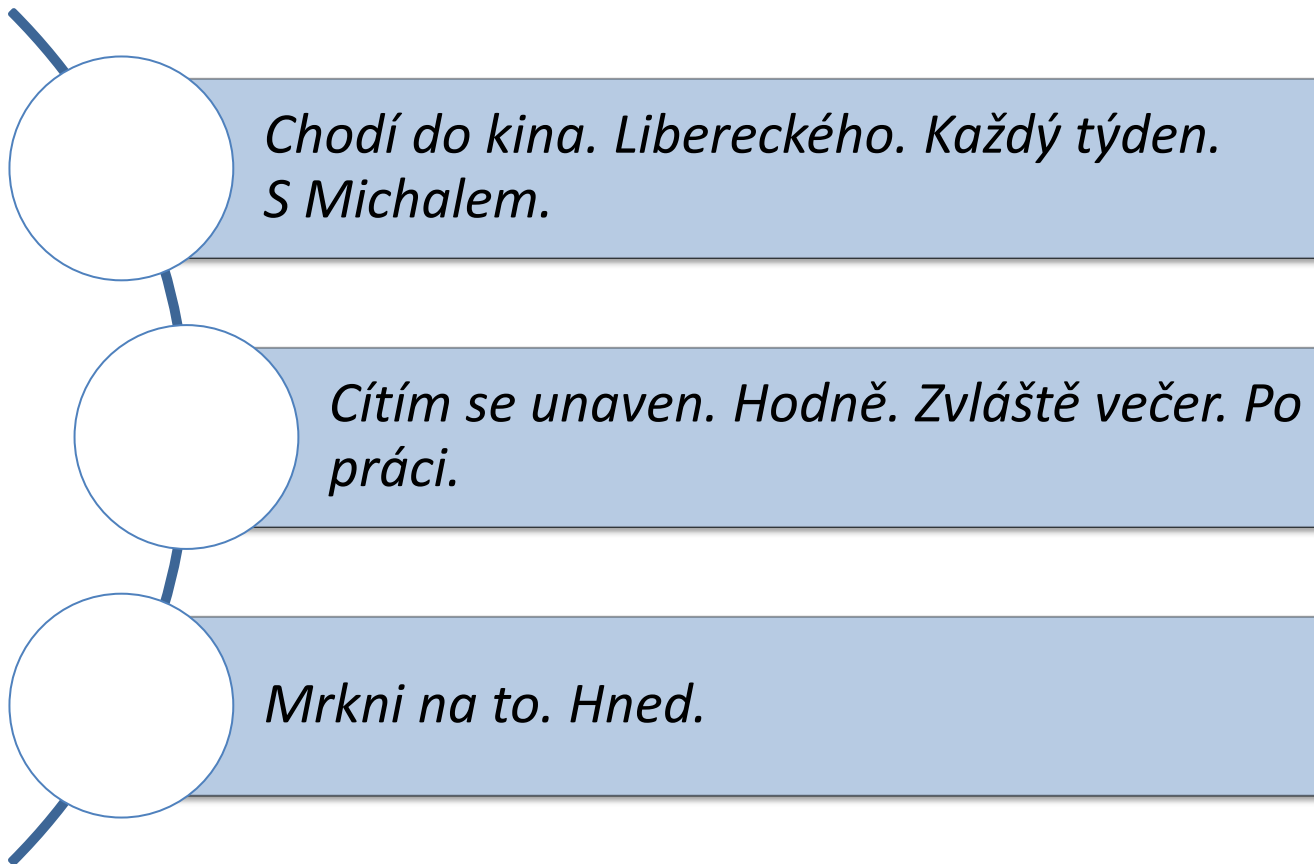 Chodí do kina. Libereckého. Každý týden.
S Michalem.
Cítím se unaven. Hodně. Zvláště večer. Po
práci.
Mrkni na to. Hned.